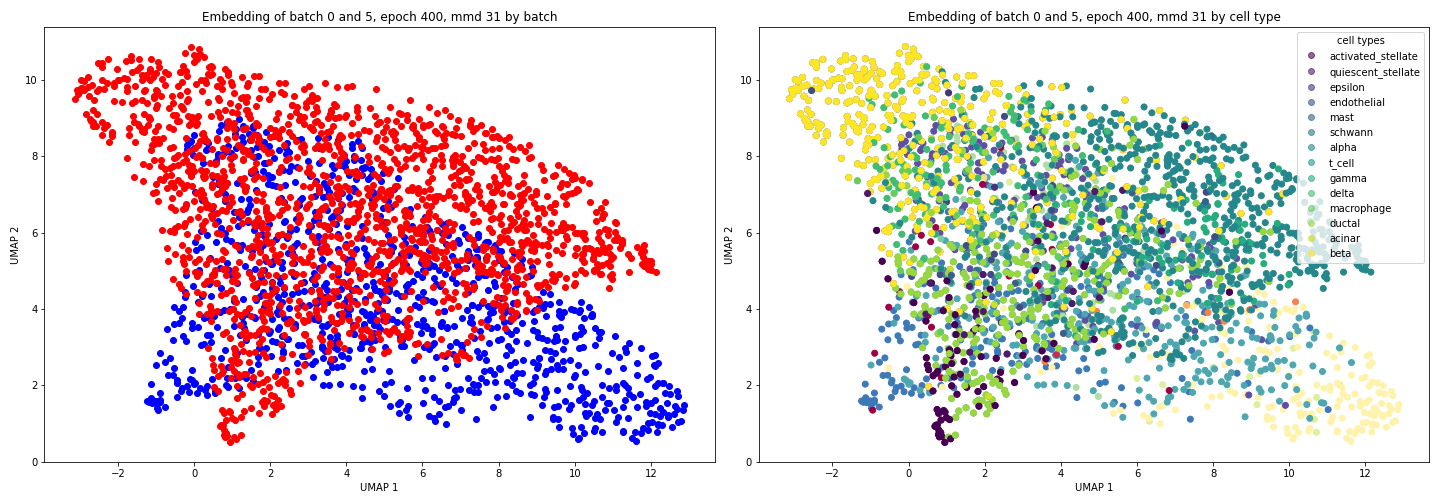 Embedding of batch 0 and 5, epoch 400, mmd 31 by batch
10
8
6
4
2
0
UMAP 2
−2
0
2
4
6
8
10
12
UMAP 1
Embedding of batch 0 and 5, epoch 400, mmd 31 by cell type
cell types
activated_stellate
quiescent_stellate
epsilon
endothelial
mast
schwann
alpha
t_cell
gamma
delta
macrophage
ductal
acinar
beta
10
8
6
4
2
0
UMAP 2
−2
0
2
4
6
8
10
12
UMAP 1